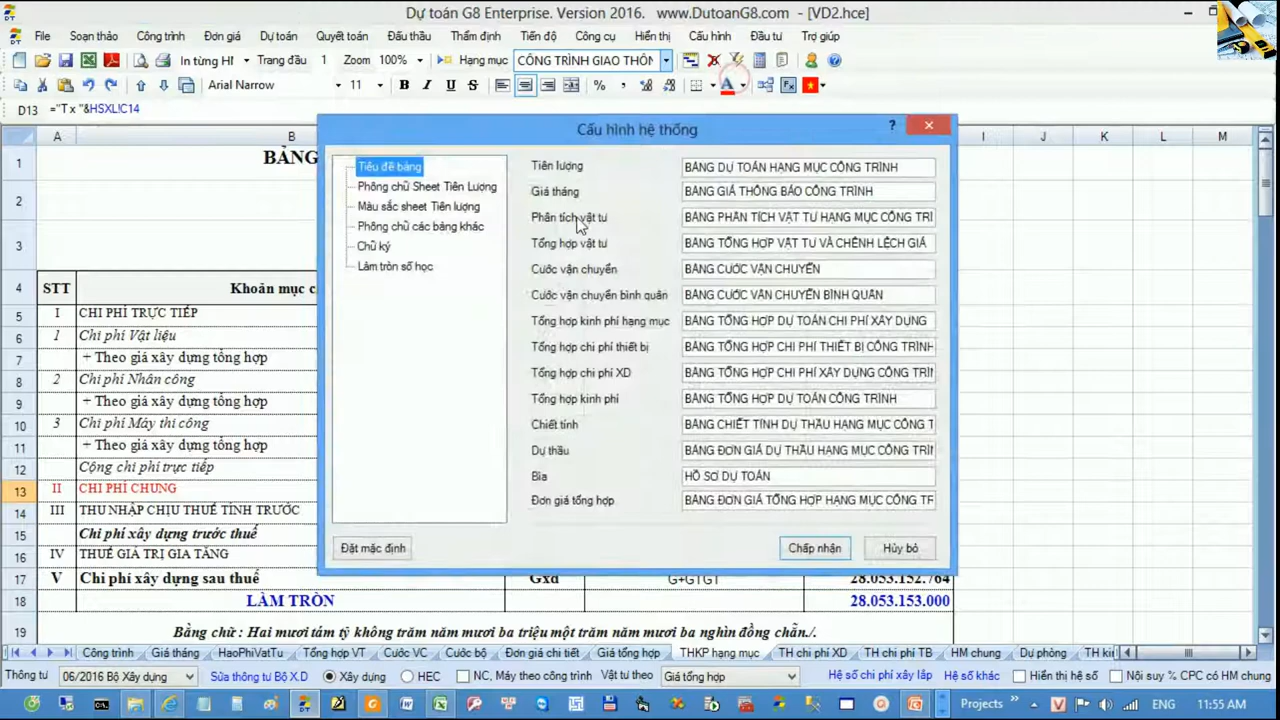 Dự toán G8 Enterprise. Version 2016. www.DutoanG8.com - [VD2.hce]
File Soạn thảo Công trình Đơn giá Dự toán Quyết toán Đấu thầu Thẩm định Tiến độ Công cụ Hiển thị Cấu hình Đầu tư Trợ giúp
In từng HT Trang đầu 1 Zoom 100% Hạng mục CÔNG TRÌNH GIAO THÔN
Arial Narrow 11 B I U S
D13 ="T x "&HSXL!C14
A B I J K L M
1 BẢNG
2
3
4 STT Khoản mục c
5 I CHI PHÍ TRỰC TIẾP
6 1 Chi phí Vật liệu
7 + Theo giá xây dựng tổng hợp
8 2 Chi phí Nhân công
9 + Theo giá xây dựng tổng hợp
10 3 Chi phí Máy thi công
11 + Theo giá xây dựng tổng hợp
12 Cộng chi phí trực tiếp
13 II CHI PHÍ CHUNG
14 III THU NHẬP CHỊU THUẾ TÍNH TRƯỚC
15 Chi phí xây dựng trước thuế
16 IV THUẾ GIÁ TRỊ GIA TĂNG
17 V Chi phí xây dựng sau thuế Gxd G+GTGT 28.053.152.764
18 LÀM TRÒN 28.053.153.000
19 Bằng chữ : Hai mươi tám tỷ không trăm năm mươi ba triệu một trăm năm mươi ba nghìn đồng chẵn./.
Cấu hình hệ thống
Tiêu đề bảng
Phông chữ Sheet Tiên Lượng
Màu sắc sheet Tiên lượng
Phông chữ các bảng khác
Chữ ký
Làm tròn số học
Tiên lượng BẢNG DỰ TOÁN HẠNG MỤC CÔNG TRÌNH
Giá tháng BẢNG GIÁ THÔNG BÁO CÔNG TRÌNH
Phân tích vật tư BẢNG PHÂN TÍCH VẬT TƯ HẠNG MỤC CÔNG TRÌ
Tổng hợp vật tư BẢNG TỔNG HỢP VẬT TƯ VÀ CHÊNH LỆCH GIÁ
Cước vận chuyển BẢNG CƯỚC VẬN CHUYỂN
Cước vận chuyển bình quân BẢNG CƯỚC VẬN CHUYỂN BÌNH QUÂN
Tổng hợp kinh phí hạng mục BẢNG TỔNG HỢP DỰ TOÁN CHI PHÍ XÂY DỰNG
Tổng hợp chi phí thiết bị BẢNG TỔNG HỢP CHI PHÍ THIẾT BỊ CÔNG TRÌNH
Tổng hợp chi phí XD BẢNG TỔNG HỢP CHI PHÍ XÂY DỰNG CÔNG TRÌ
Tổng hợp kinh phí BẢNG TỔNG HỢP DỰ TOÁN CÔNG TRÌNH
Chiết tính BẢNG CHIẾT TÍNH DỰ THẦU HẠNG MỤC CÔNG T
Dự thầu BẢNG ĐƠN GIÁ DỰ THẦU HẠNG MỤC CÔNG TRÌ
Bìa HỒ SƠ DỰ TOÁN
Đơn giá tổng hợp BẢNG ĐƠN GIÁ TỔNG HỢP HẠNG MỤC CÔNG TR
Đặt mặc định Chấp nhận Hủy bỏ
Công trình Giá tháng HaoPhiVatTu Tổng hợp VT Cước VC Cước bộ Đơn giá chi tiết Giá tổng hợp THKP hạng mục TH chi phí XD TH chi phí TB HM chung Dự phòng TH ki
Thông tư 06/2016 Bộ Xây dựng Sửa thông tư Bộ X.D Xây dựng HEC NC, Máy theo công trình Vật tư theo Giá tổng hợp Hệ số chi phí xây lắp Hệ số khác Hiển thị hệ số Nội suy % CPC có HM chung
Projects 11:55 AM